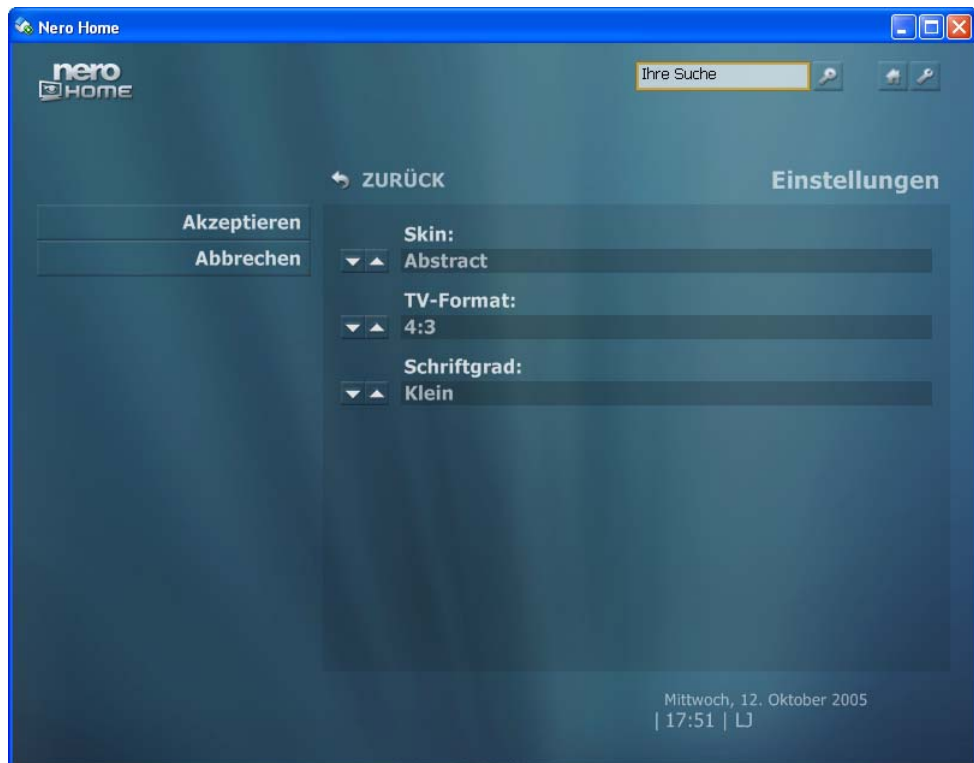 Nero Home
nero
HOME
Ihre Suche
ZURÜCK
Einstellungen
Akzeptieren
Abbrechen
Skin:
Abstract
TV-Format:
4:3
Schriftgrad:
Klein
Mittwoch, 12. Oktober 2005
| 17:51 |